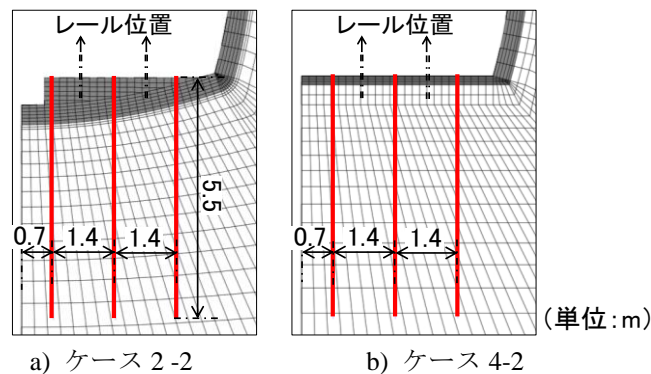 レール位置
レール位置
5.5
0.7 1.4 1.4
0.7 1.4 1.4
(単位:m)
a) ケース 2 -2
b) ケース 4-2